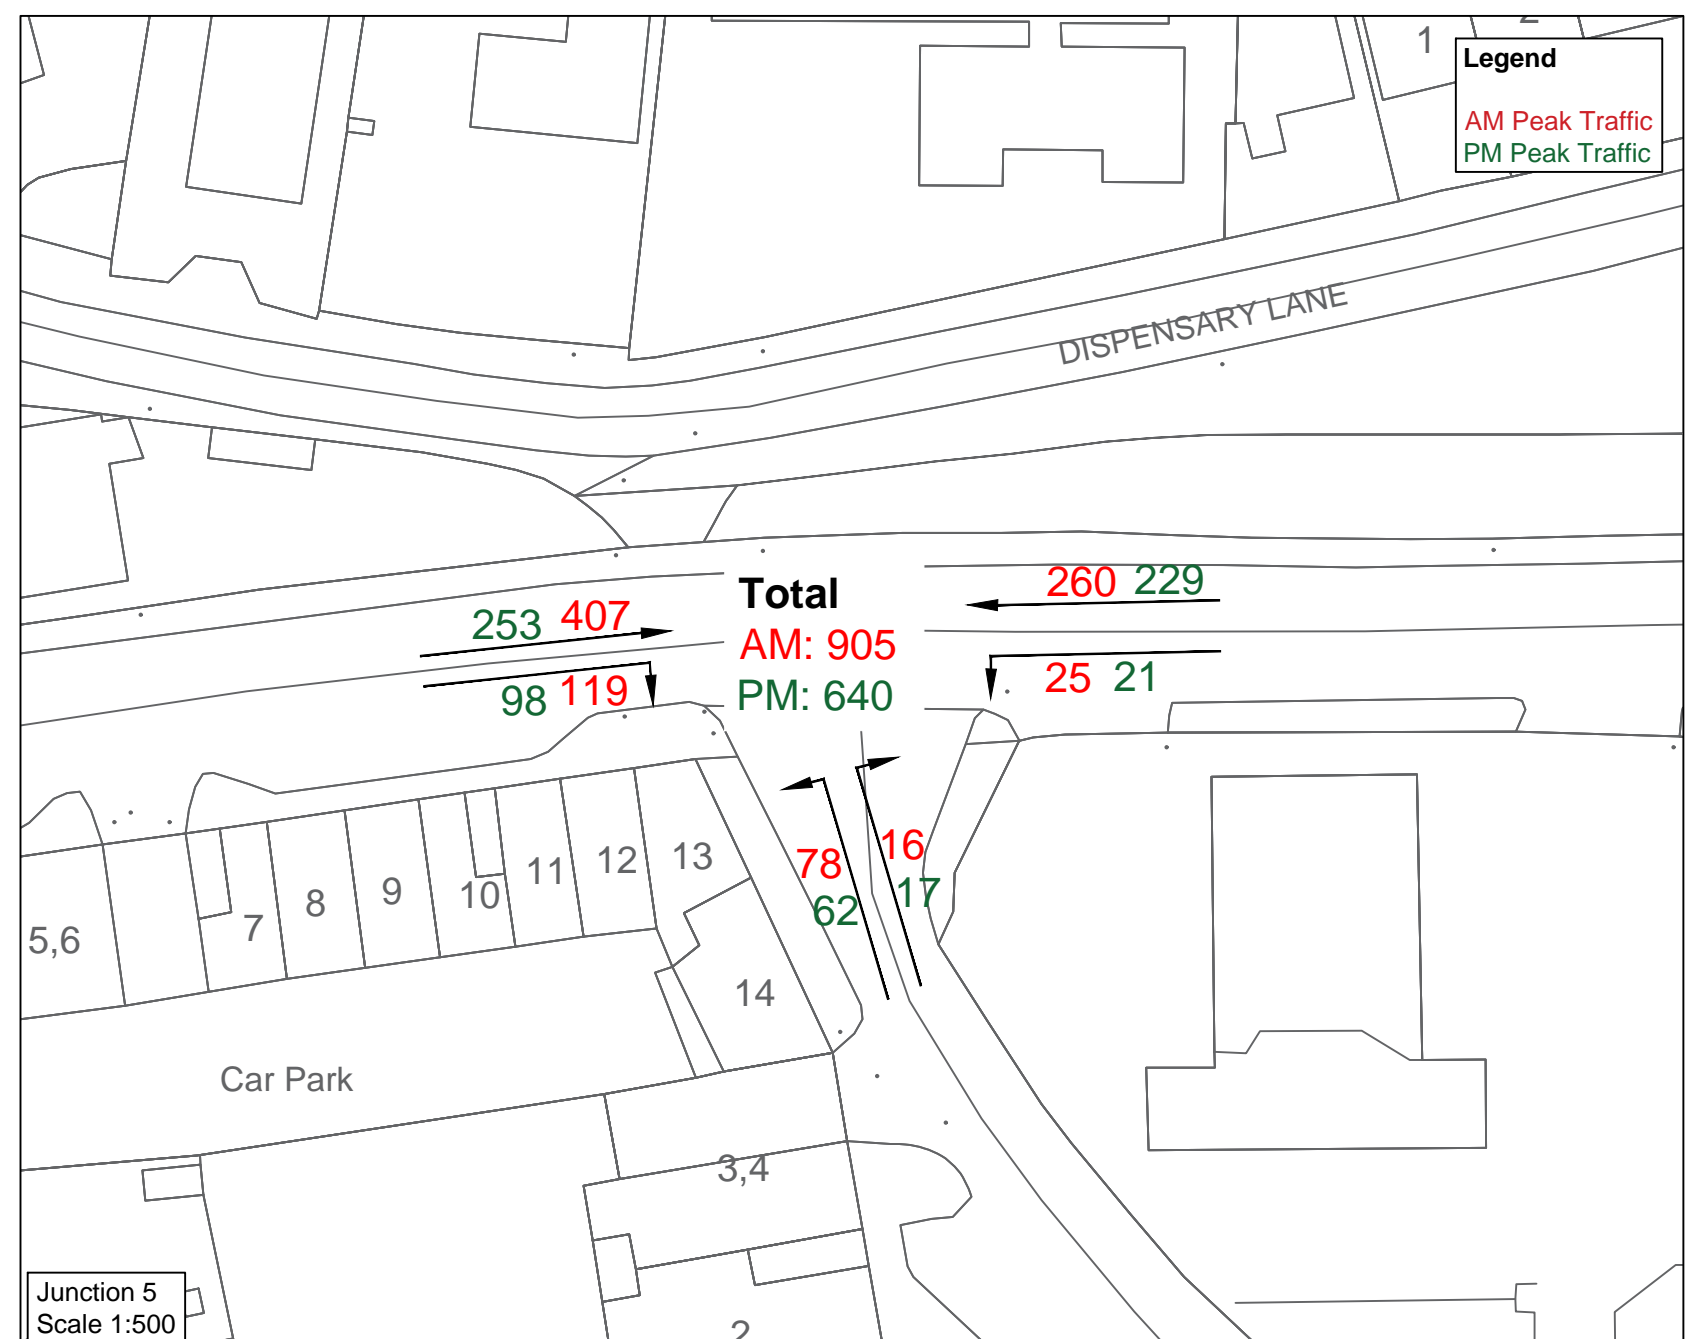 1
2
Legend
AM Peak Traffic
PM Peak Traffic
DISPENSARY LANE
253 407
Total
AM: 905
PM: 640
260 229
98 119
25 21
78
62
16
17
5,6
7
8
9
10
11
12
13
14
Car Park
3,4
2
Junction 5
Scale 1:500